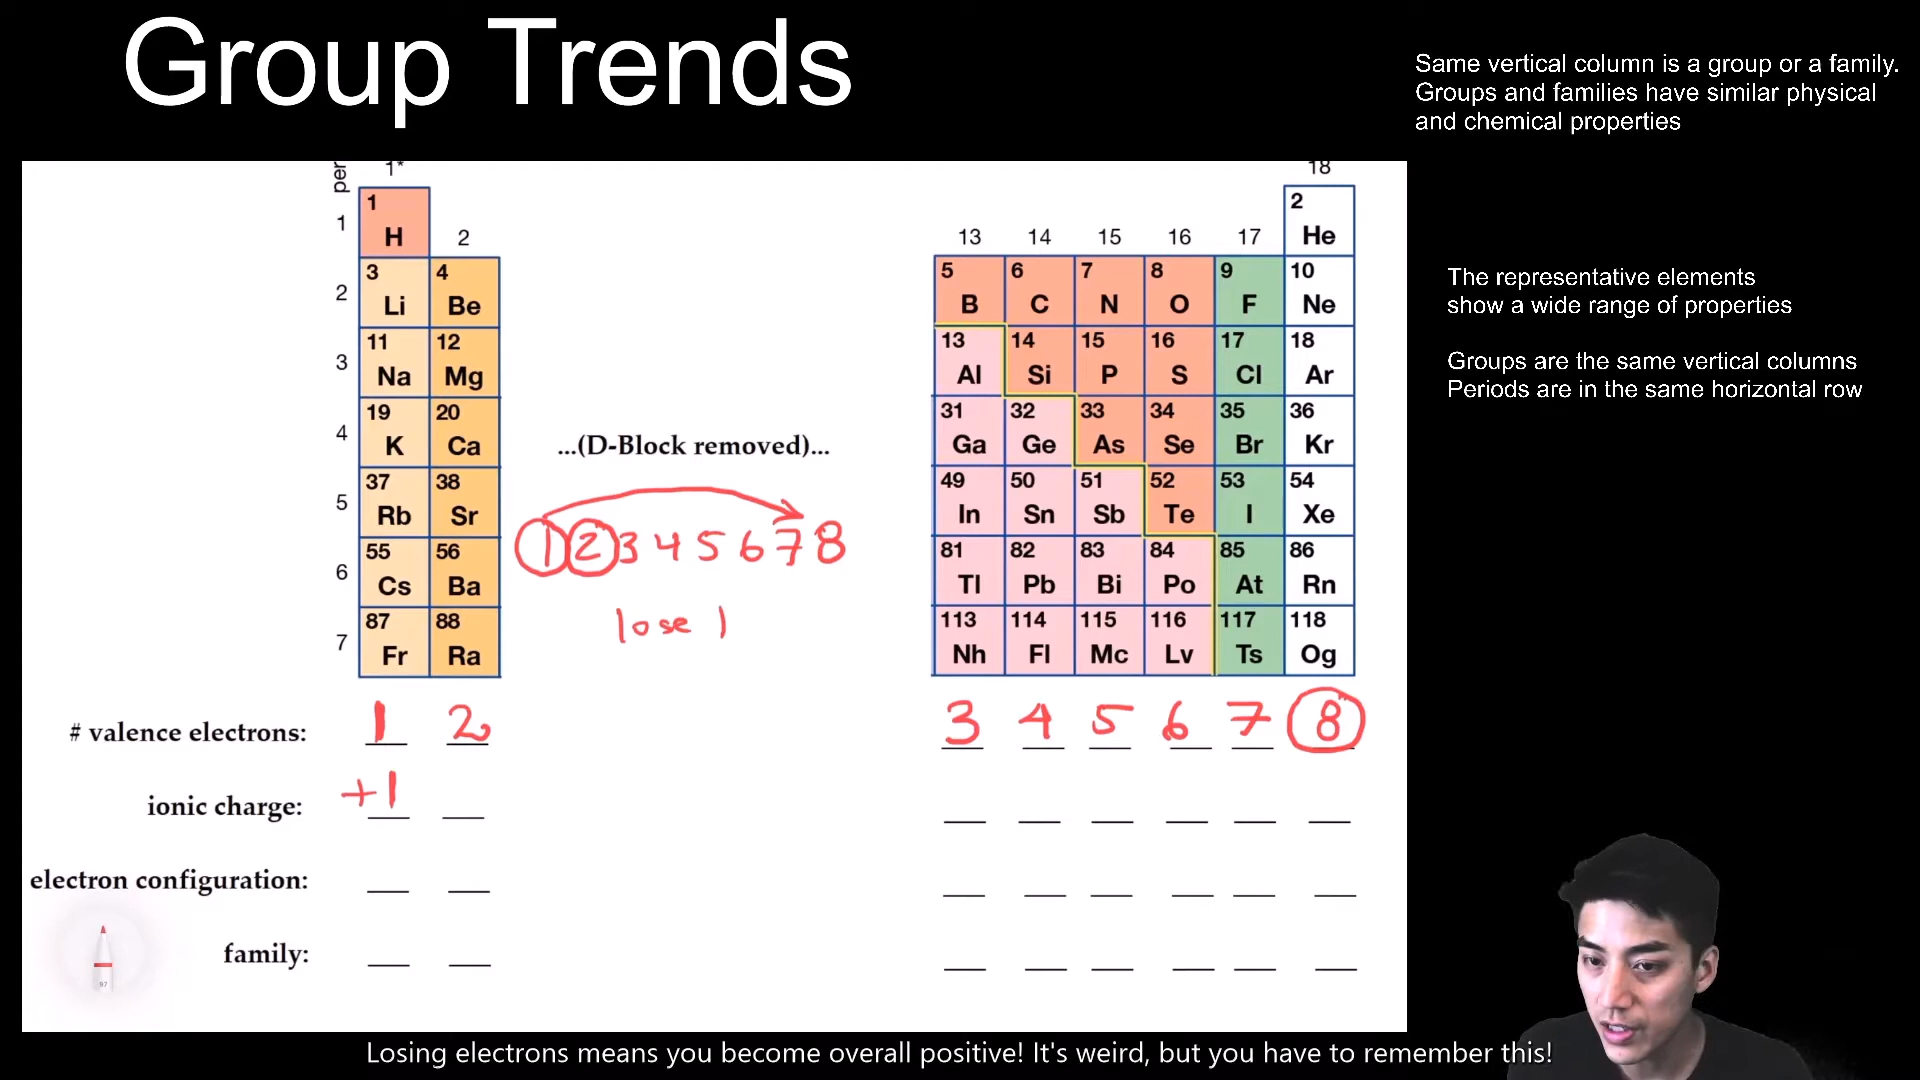 Group Trends
Same vertical column is a group or a family.
Groups and families have similar physical
and chemical properties
The representative elements
show a wide range of properties
Groups are the same vertical columns
Periods are in the same horizontal row
per
1* 18
1 2
1 H He
2 13 14 15 16 17
3 4 5 6 7 8 9 10
2 Li Be B C N O F Ne
11 12 13 14 15 16 17 18
3 Na Mg Al Si P S Cl Ar
19 20 31 32 33 34 35 36
4 K Ca ...(D-Block removed)... Ga Ge As Se Br Kr
37 38 49 50 51 52 53 54
5 Rb Sr In Sn Sb Te I Xe
1 2 3 4 5 6 7 8
55 56 81 82 83 84 85 86
6 Cs Ba Tl Pb Bi Po At Rn
lose 1
87 88 113 114 115 116 117 118
7 Fr Ra Nh Fl Mc Lv Ts Og
# valence electrons: 1 2 3 4 5 6 7 8
ionic charge: +1
electron configuration:
family:
97
Losing electrons means you become overall positive! It's weird, but you have to remember this!